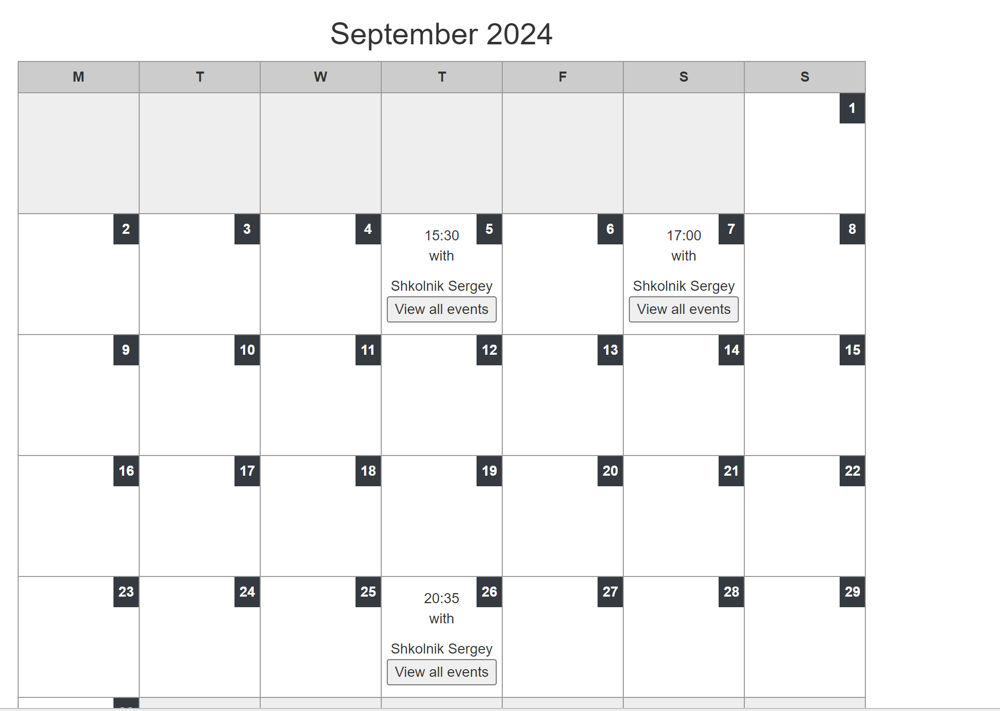 September 2024
M T W T F S S
1
2 3 4 5 6 7 8
15:30 17:00
with with
Shkolnik Sergey Shkolnik Sergey
View all events View all events
9 10 11 12 13 14 15
16 17 18 19 20 21 22
23 24 25 26 27 28 29
20:35
with
Shkolnik Sergey
View all events